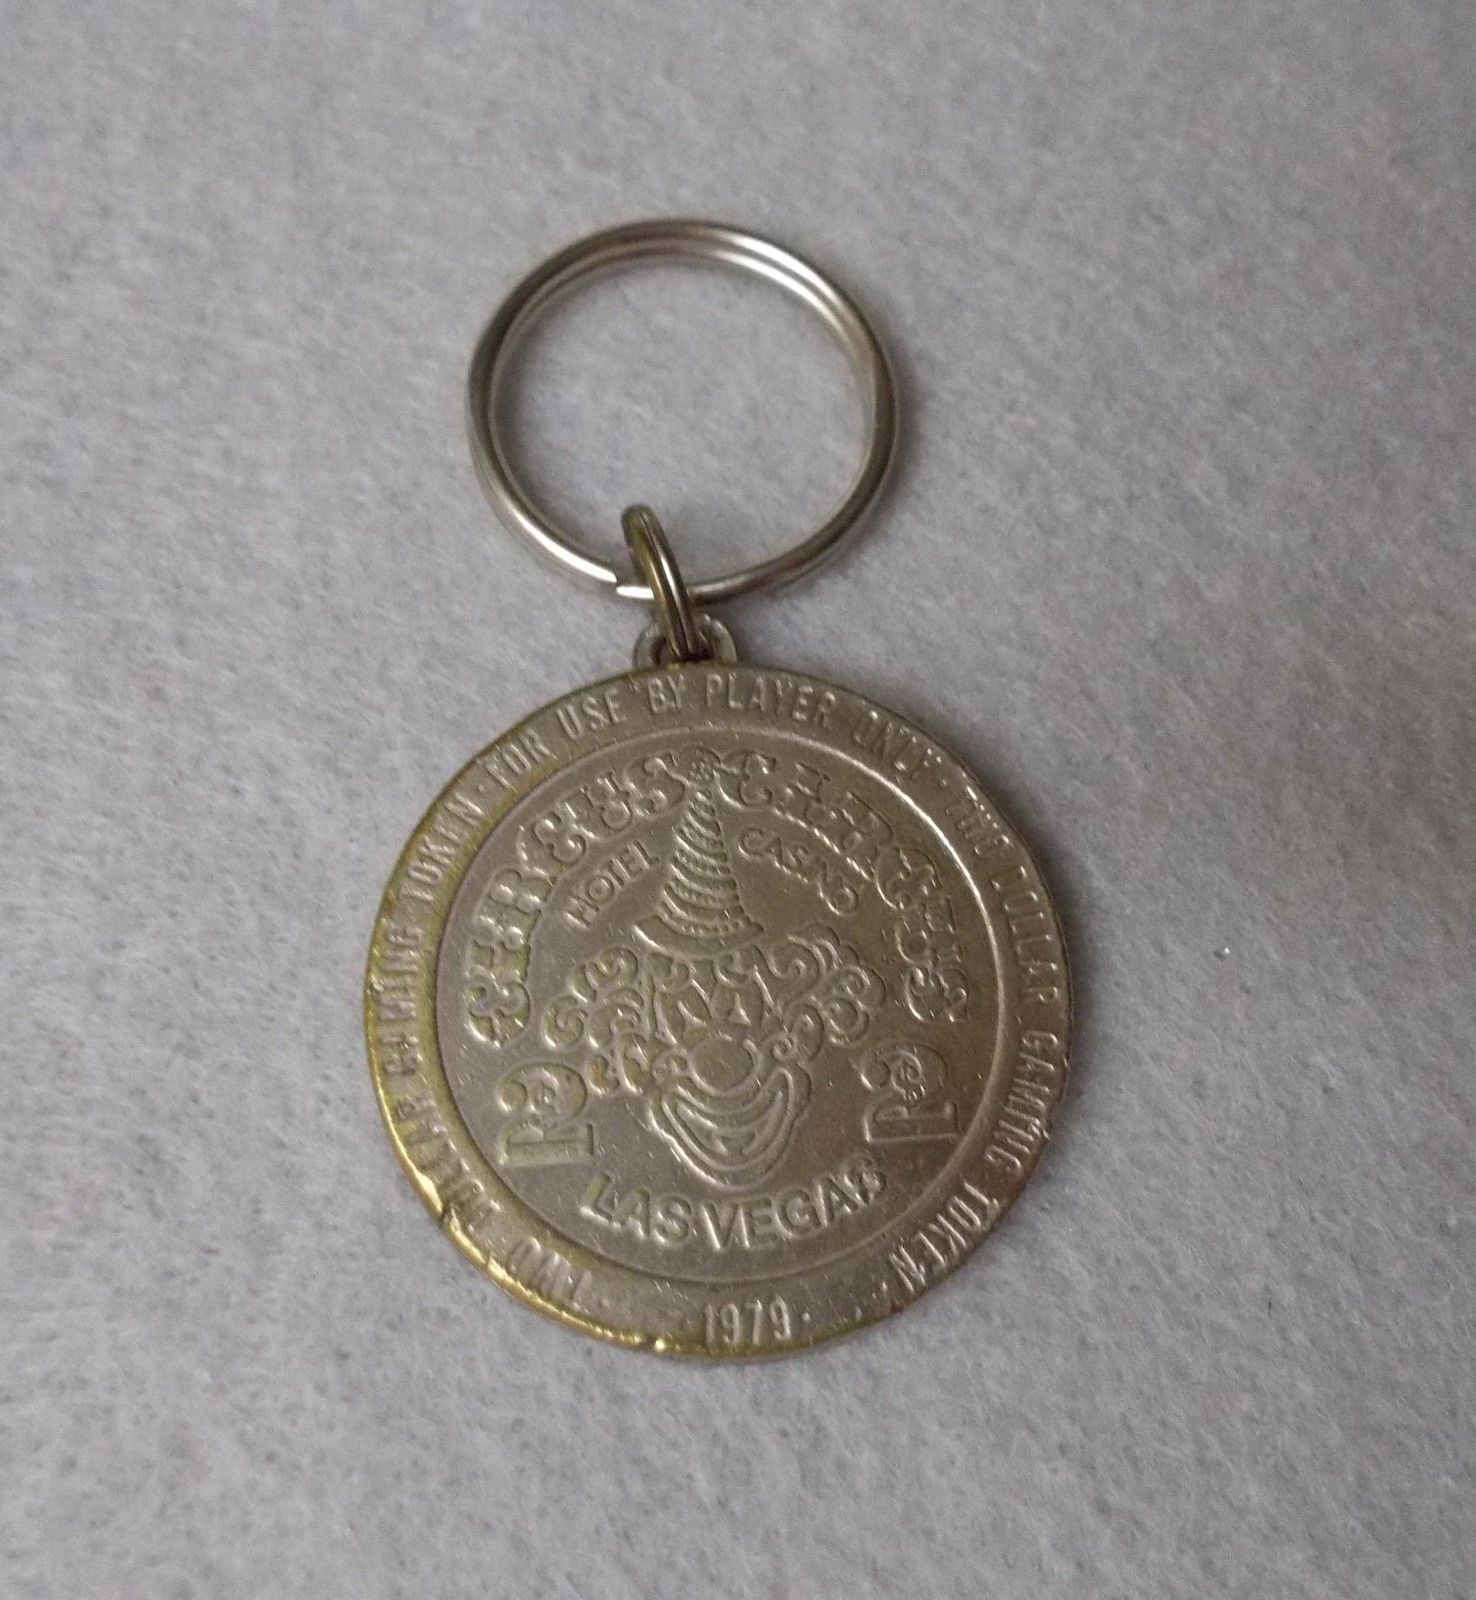 TWO DOLLAR GAMING TOKEN · FOR USE BY PLAYER ONLY · TWO DOLLAR GAMING TOKEN ·
CIRCUS CIRCUS
HOTEL CASINO
2 2
LAS VEGAS
· 1979 ·